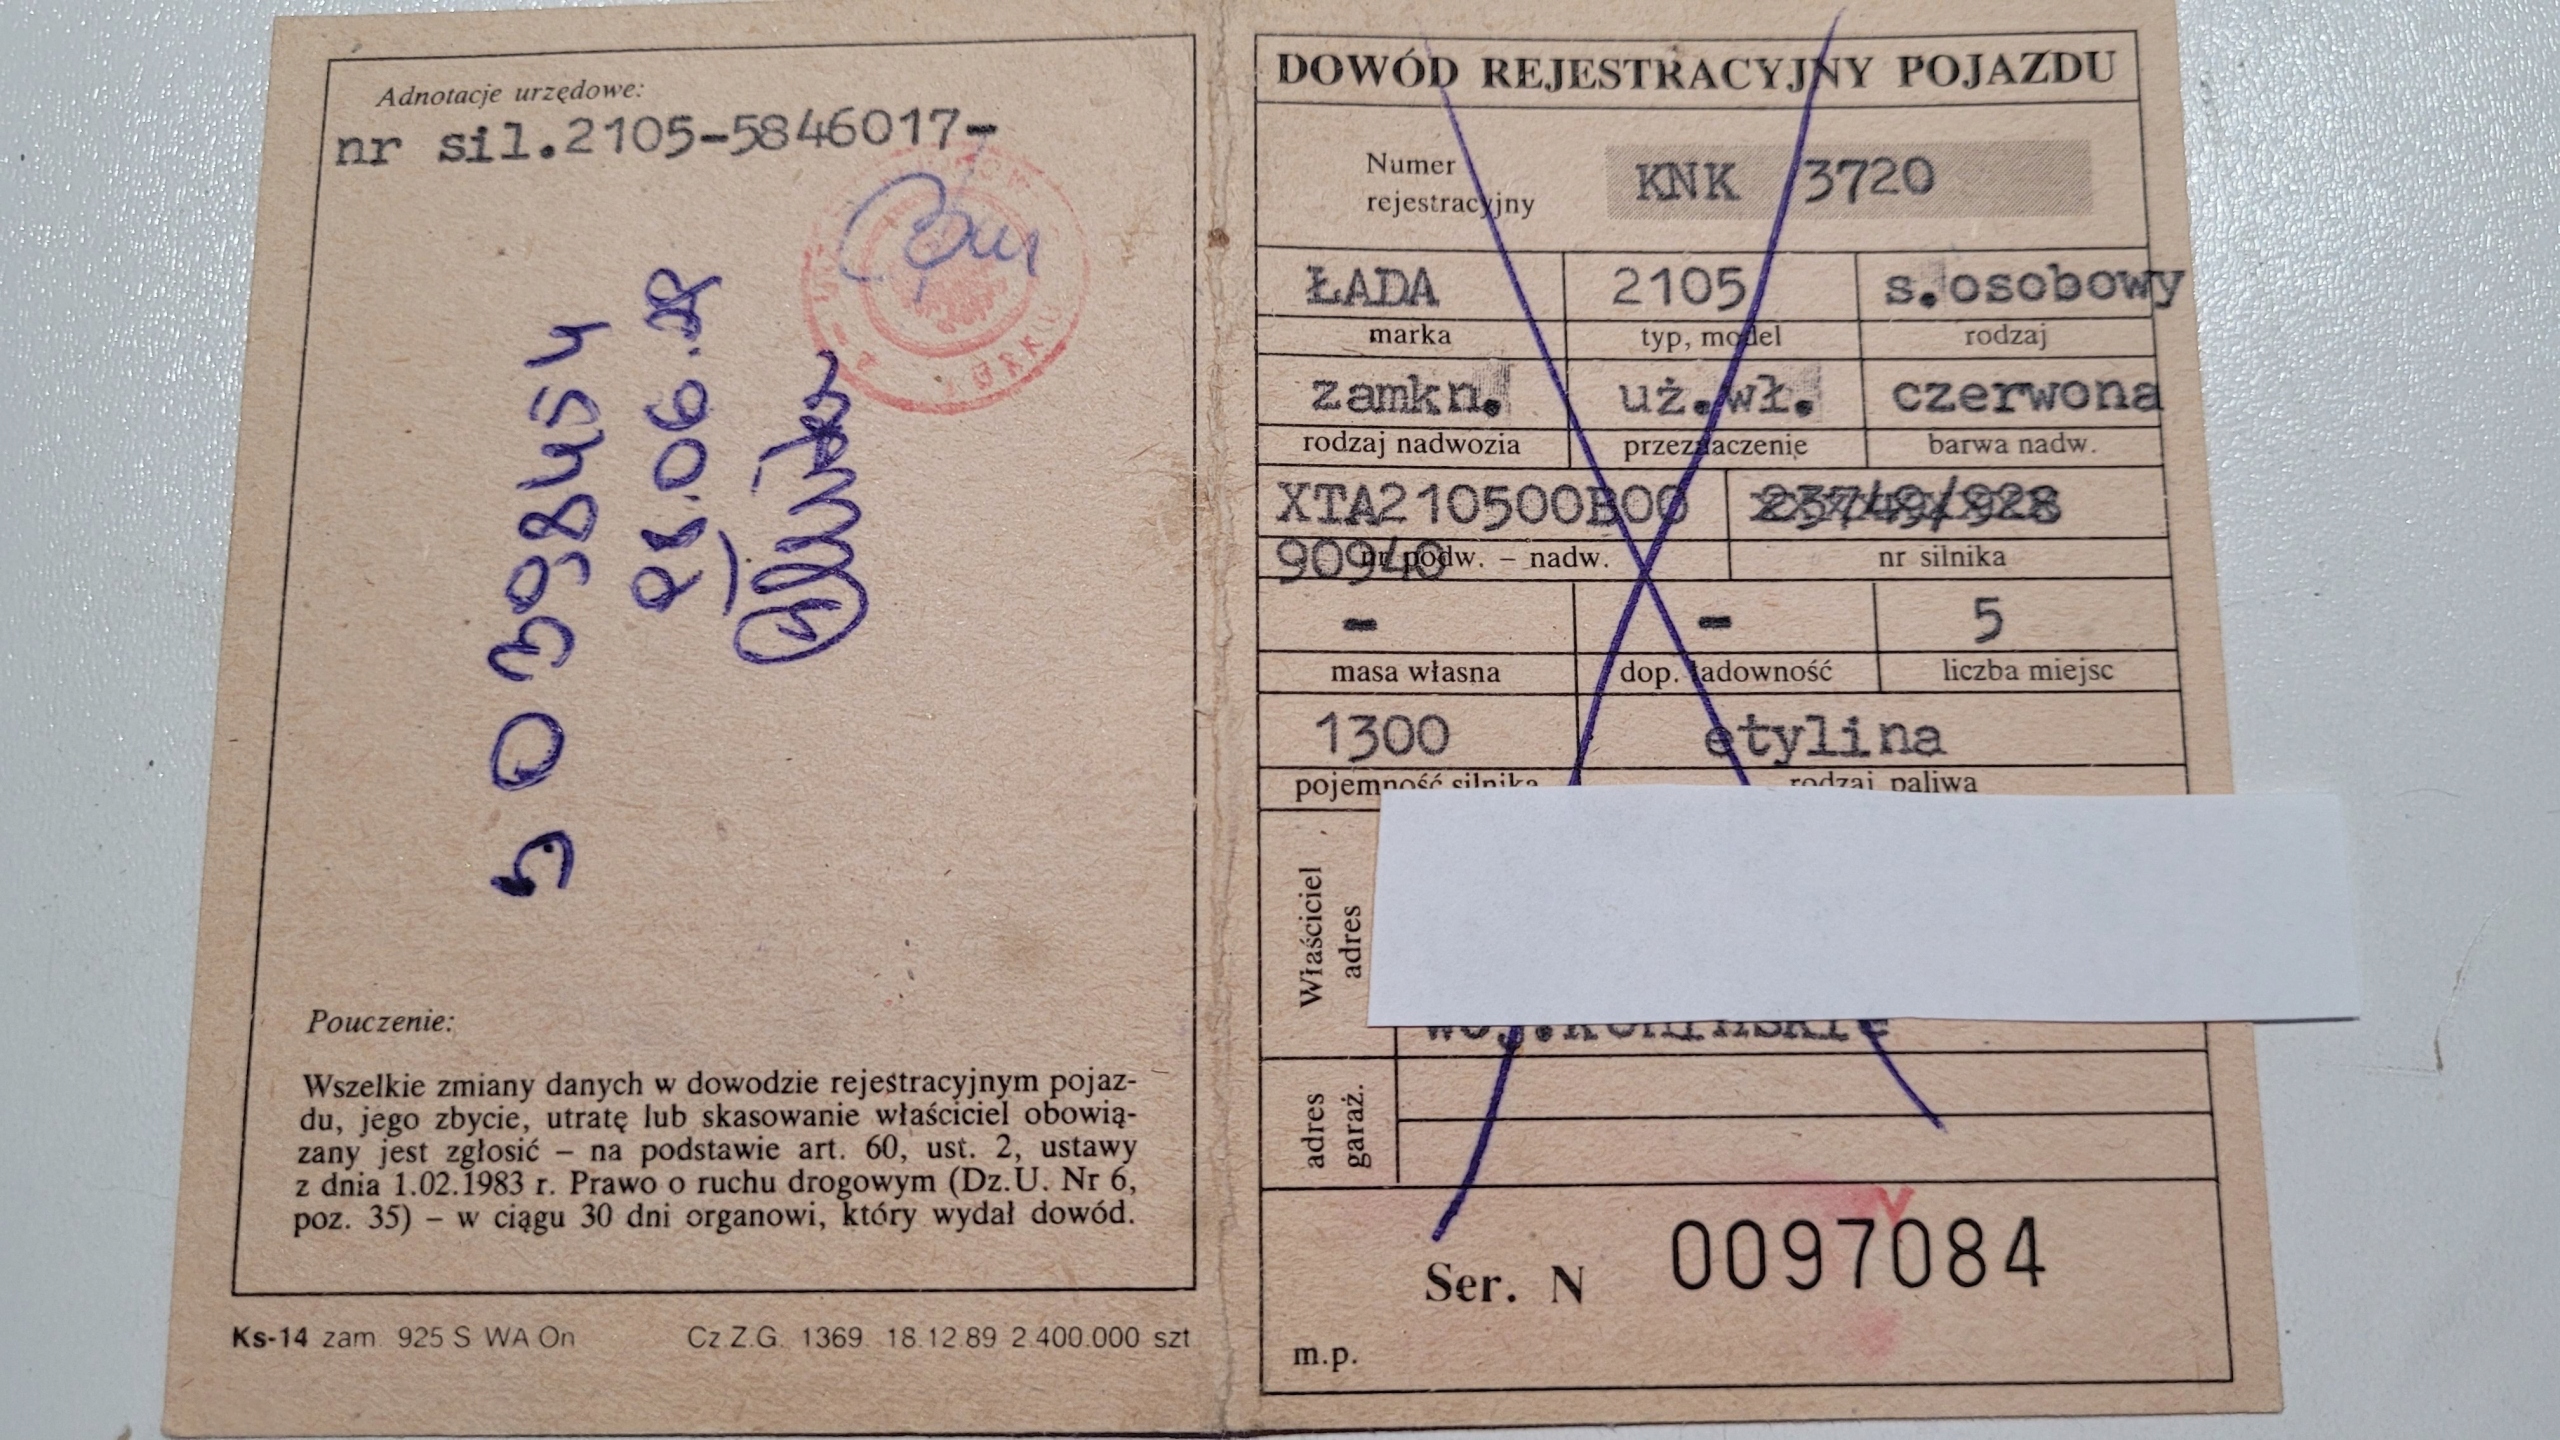 Adnotacje urzędowe:
nr sil.2105-5846017-
Pouczenie:
Wszelkie zmiany danych w dowodzie rejestracyjnym pojaz-
du, jego zbycie, utratę lub skasowanie właściciel obowią-
zany jest zgłosić – na podstawie art. 60, ust. 2, ustawy
z dnia 1.02.1983 r. Prawo o ruchu drogowym (Dz.U. Nr 6,
poz. 35) – w ciągu 30 dni organowi, który wydał dowód.
Ks-14 zam. 925 S WA On Cz.Z.G. 1369 18.12.89 2.400.000 szt
DOWÓD REJESTRACYJNY POJAZDU
Numer
rejestracyjny
KNK 3720
ŁADA 2105 s.osobowy
marka typ, model rodzaj
zamkn. uż.wł. czerwona
rodzaj nadwozia przeznaczenie barwa nadw.
XTA210500B00
90940
nr podw. – nadw. nr silnika
- - 5
masa własna dop. ładowność liczba miejsc
1300 etylina
pojemność silnika rodzaj paliwa
Właściciel
adres
adres
garaż.
Ser. N 0097084
m.p.